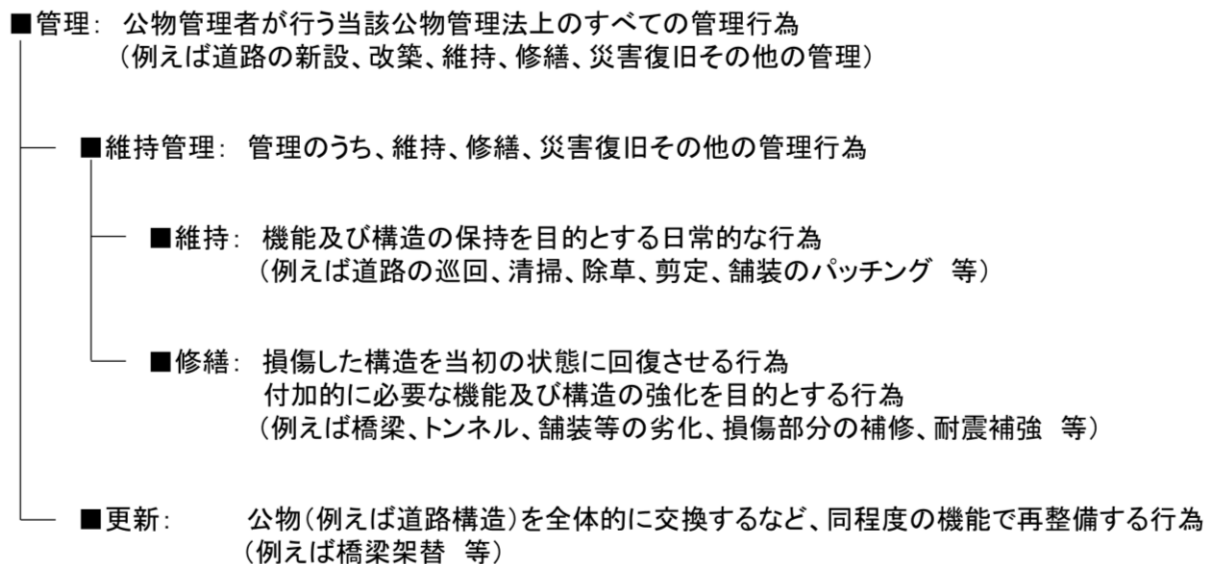 ■管理： 公物管理者が行う当該公物管理法上のすべての管理行為
（例えば道路の新設、改築、維持、修繕、災害復旧その他の管理）
■維持管理： 管理のうち、維持、修繕、災害復旧その他の管理行為
■維持： 機能及び構造の保持を目的とする日常的な行為
（例えば道路の巡回、清掃、除草、剪定、舗装のパッチング 等）
■修繕： 損傷した構造を当初の状態に回復させる行為
付加的に必要な機能及び構造の強化を目的とする行為
（例えば橋梁、トンネル、舗装等の劣化、損傷部分の補修、耐震補強 等）
■更新： 公物（例えば道路構造）を全体的に交換するなど、同程度の機能で再整備する行為
（例えば橋梁架替 等）